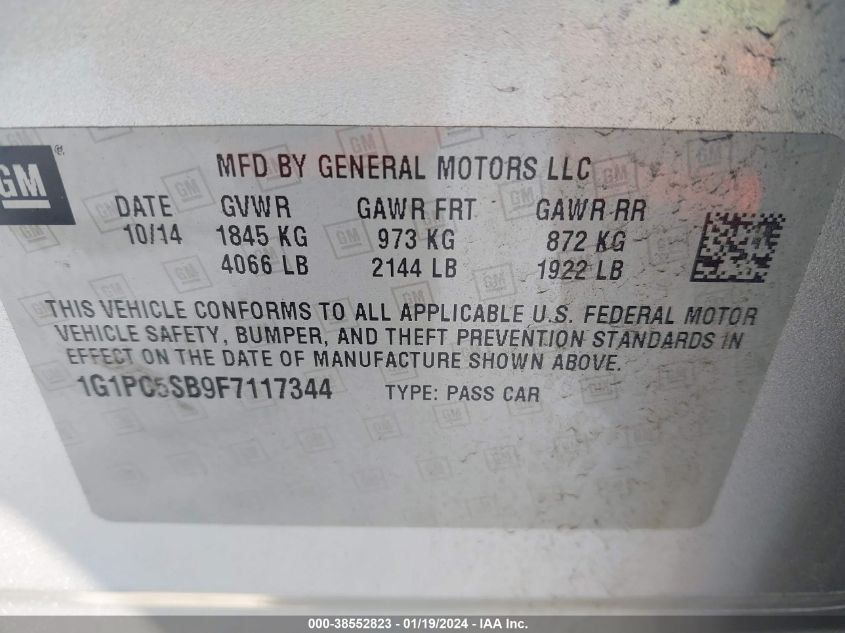 GM®
MFD BY GENERAL MOTORS LLC
DATE GVWR GAWR FRT GAWR RR
10/14 1845 KG 973 KG 872 KG
4066 LB 2144 LB 1922 LB
THIS VEHICLE CONFORMS TO ALL APPLICABLE U.S. FEDERAL MOTOR
VEHICLE SAFETY, BUMPER, AND THEFT PREVENTION STANDARDS IN
EFFECT ON THE DATE OF MANUFACTURE SHOWN ABOVE.
1G1PC5SB9F7117344 TYPE: PASS CAR
000-38552823 - 01/19/2024 - IAA Inc.